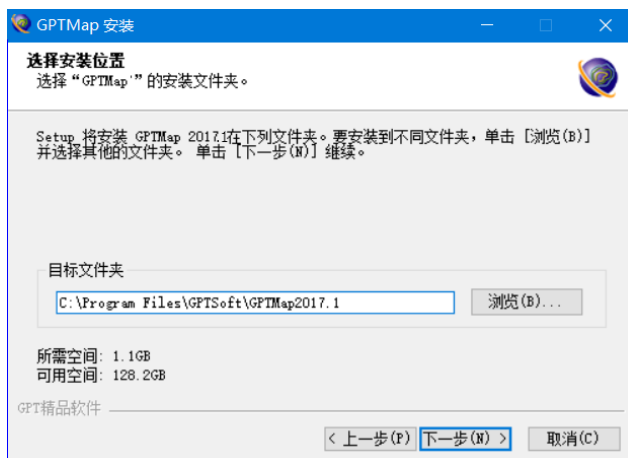 GPTMap 安装
选择安装位置
选择“GPTMap'”的安装文件夹。
Setup 将安装 GPTMap 2017.1在下列文件夹。要安装到不同文件夹，单击 [浏览(B)]
并选择其他的文件夹。 单击 [下一步(N)] 继续。
目标文件夹
C:\Program Files\GPTSoft\GPTMap2017.1
浏览(B)...
所需空间: 1.1GB
可用空间: 128.2GB
GPT精品软件
< 上一步(P)
下一步(N) >
取消(C)